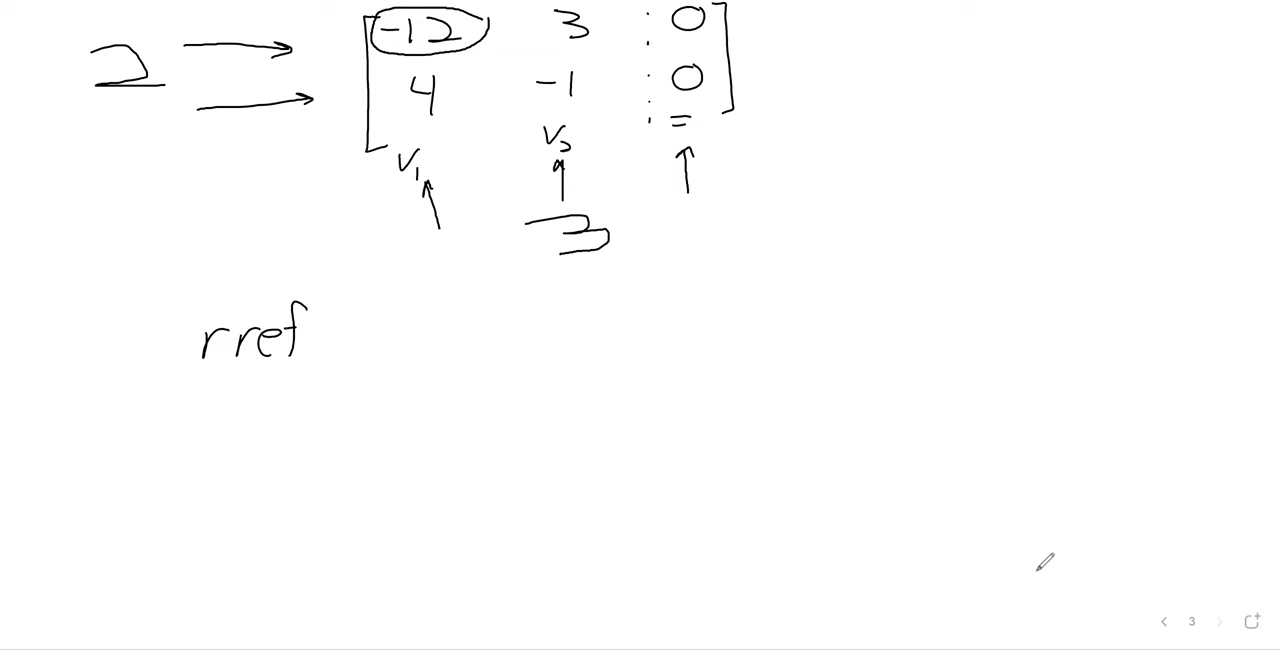 -12 3 : 0
2 4 -1 : 0
v₁ v₂ : =
3
rref
3